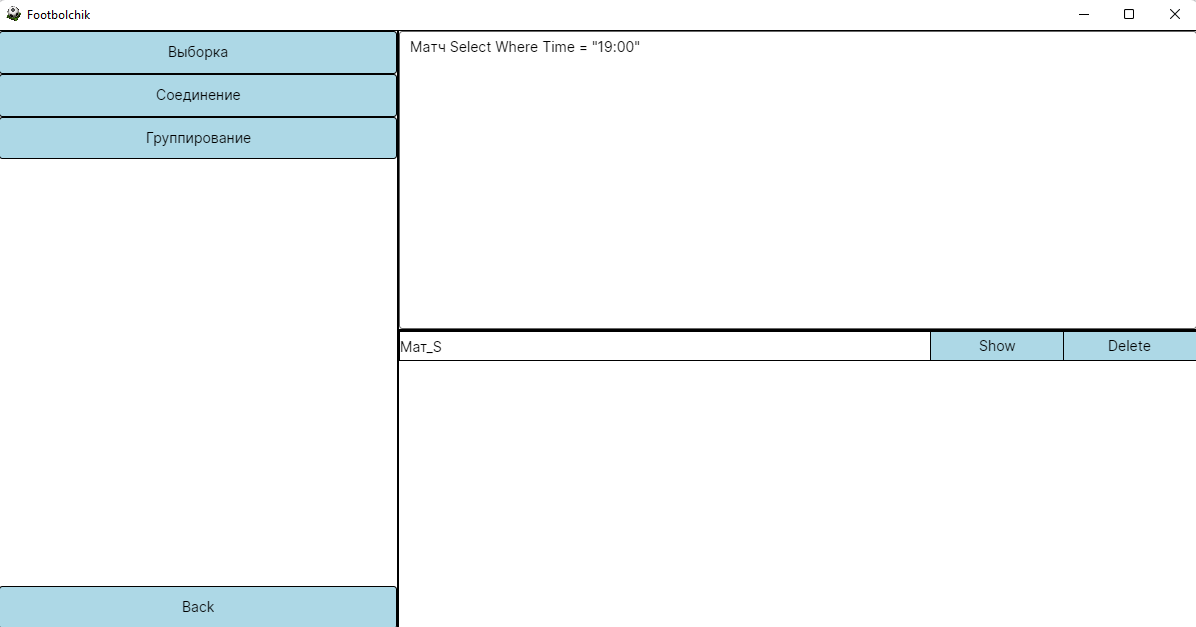 Footbolchik
Выборка
Соединение
Группирование
Back
Матч Select Where Time = "19:00"
Мат_S
Show
Delete